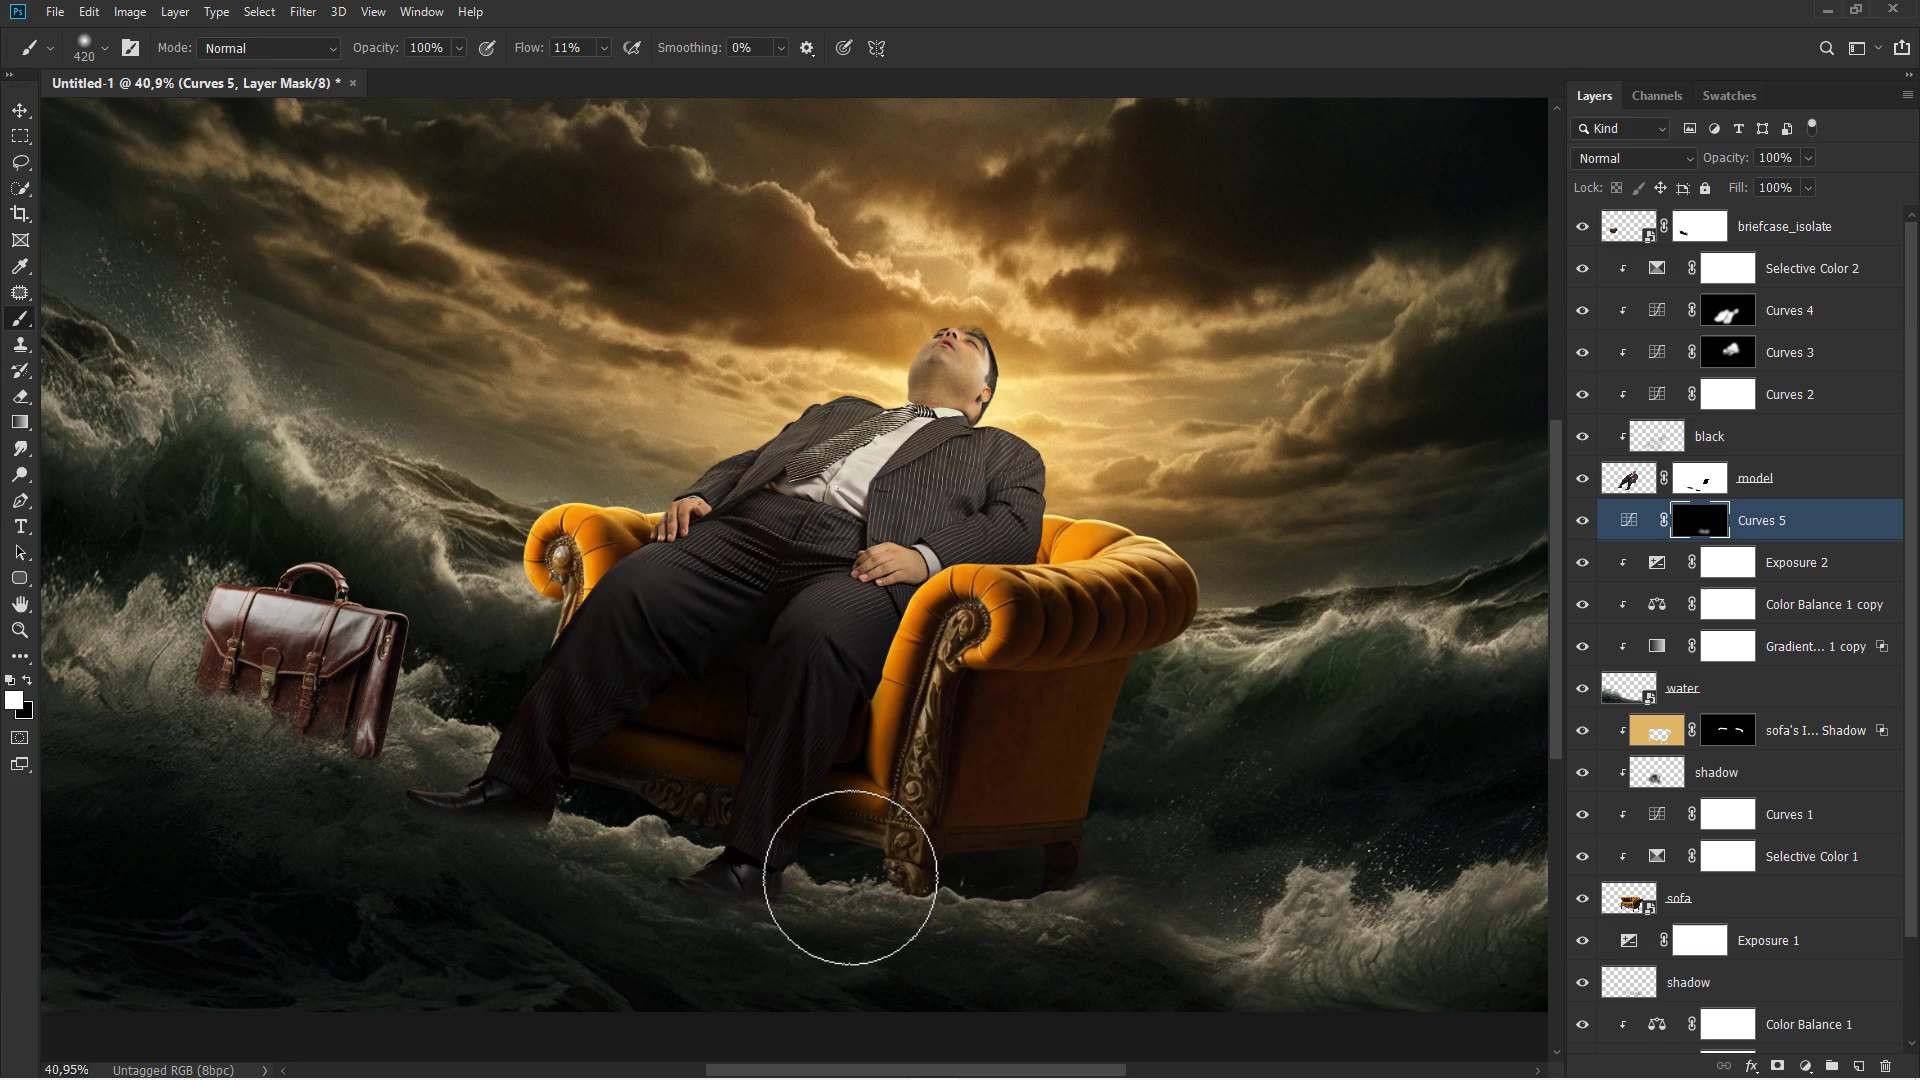 Ps File Edit Image Layer Type Select Filter 3D View Window Help
420 Mode: Normal Opacity: 100% Flow: 11% Smoothing: 0%
Untitled-1 @ 40,9% (Curves 5, Layer Mask/8) * ×
Layers Channels Swatches
Kind
Normal Opacity: 100%
Lock: Fill: 100%
briefcase_isolate
Selective Color 2
Curves 4
Curves 3
Curves 2
black
model
Curves 5
Exposure 2
Color Balance 1 copy
Gradient... 1 copy
water
sofa's I... Shadow
shadow
Curves 1
Selective Color 1
sofa
Exposure 1
shadow
Color Balance 1
fx
40,95% Untagged RGB (8bpc)